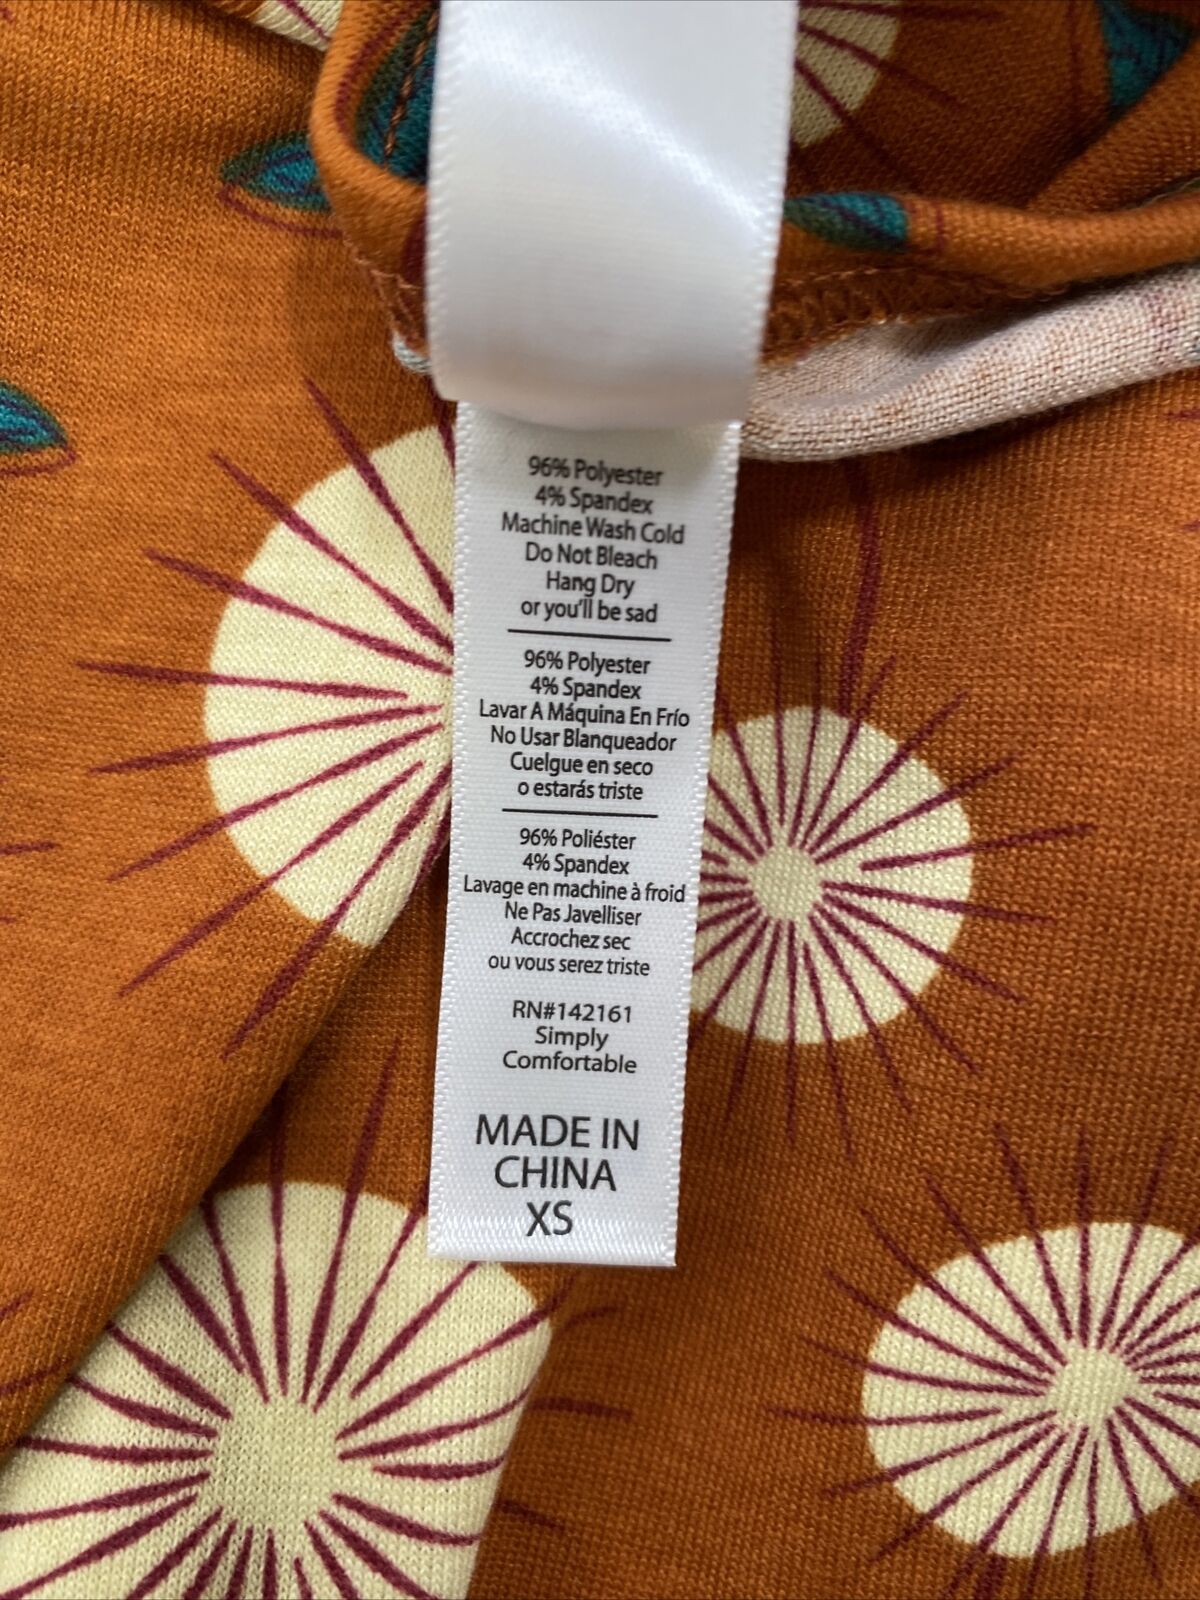 96% Polyester
4% Spandex
Machine Wash Cold
Do Not Bleach
Hang Dry
or you'll be sad
96% Polyester
4% Spandex
Lavar A Máquina En Frío
No Usar Blanqueador
Cuelgue en seco
o estarás triste
96% Poliéster
4% Spandex
Lavage en machine à froid
Ne Pas Javelliser
Accrochez sec
ou vous serez triste
RN#142161
Simply
Comfortable
MADE IN
CHINA
XS